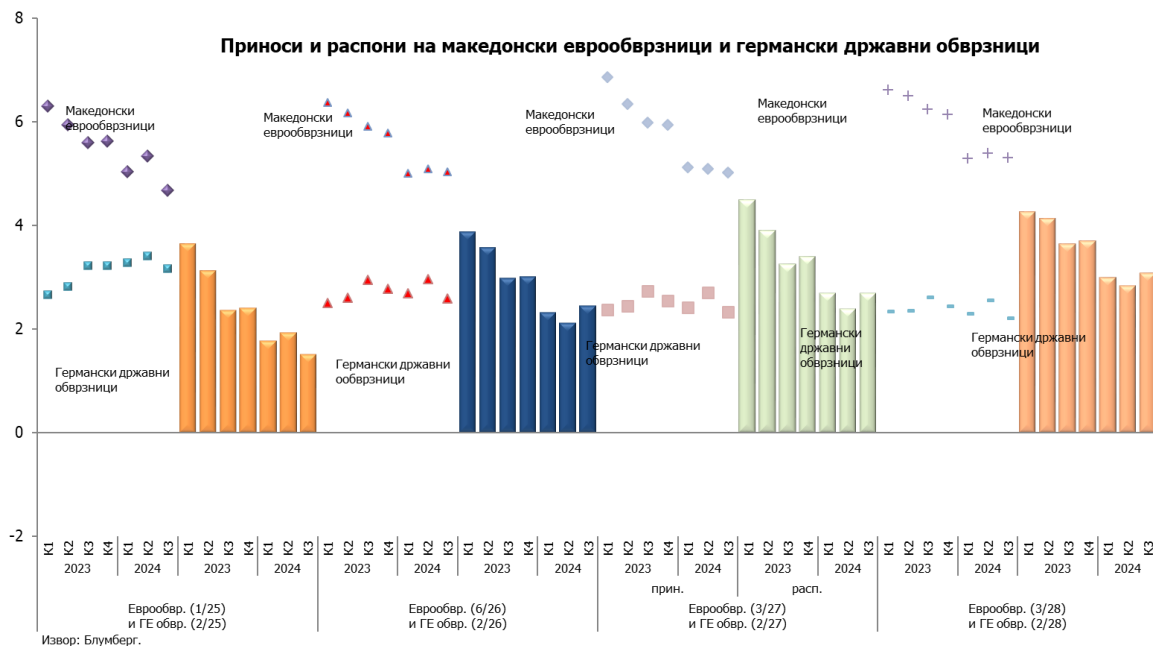 Приноси и распони на македонски еврообврзници и германски државни обврзници
8
6
4
2
0
-2
Македонски
еврообврзници
Македонски
еврообврзници
Македонски
еврообврзници
Македонски
еврообврзници
Македонски
еврообврзници
Германски државни
обврзници
Германски државни
ообврзници
Германски државни
обврзници
Германски
државни
обврзници
Германски државни
обврзници
К1 К2 К3 К4 К1 К2 К3 К1 К2 К3 К4 К1 К2 К3 К1 К2 К3 К4 К1 К2 К3 К1 К2 К3 К4 К1 К2 К3 К1 К2 К3 К4 К1 К2 К3 К1 К2 К3 К4 К1 К2 К3 К1 К2 К3 К4 К1 К2 К3 К1 К2 К3 К4 К1 К2 К3
2023 2024 2023 2024 2023 2024 2023 2024 2023 2024 2023 2024 2023 2024 2023 2024
прин. расп.
Еврообвр. (1/25) Еврообвр. (6/26) Еврообвр. (3/27) Еврообвр. (3/28)
и ГЕ обвр. (2/25) и ГЕ обвр. (2/26) и ГЕ обвр. (2/27) и ГЕ обвр. (2/28)
Извор: Блумберг.